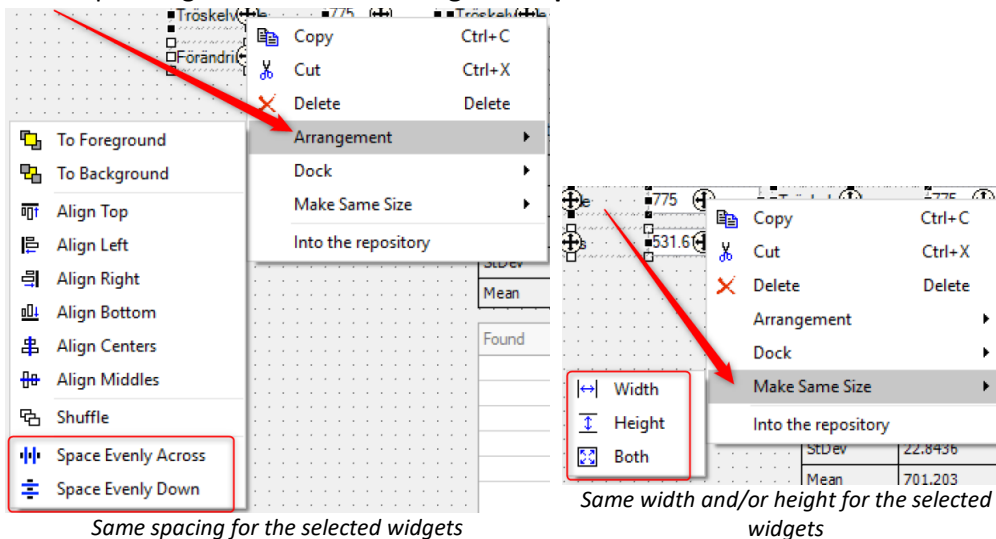 775
Copy Ctrl+C
Cut Ctrl+X
Delete Delete
Arrangement
Dock
Make Same Size
Into the repository
To Foreground
To Background
Align Top
Align Left
Align Right
Align Bottom
Align Centers
Align Middles
Shuffle
Space Evenly Across
Space Evenly Down
StDev
Mean
Found
Same spacing for the selected widgets
775
531.6
Copy Ctrl+C
Cut Ctrl+X
Delete Delete
Arrangement
Dock
Make Same Size
Into the repository
Width
Height
Both
StDev 22.8436
Mean 701.203
Same width and/or height for the selected
widgets